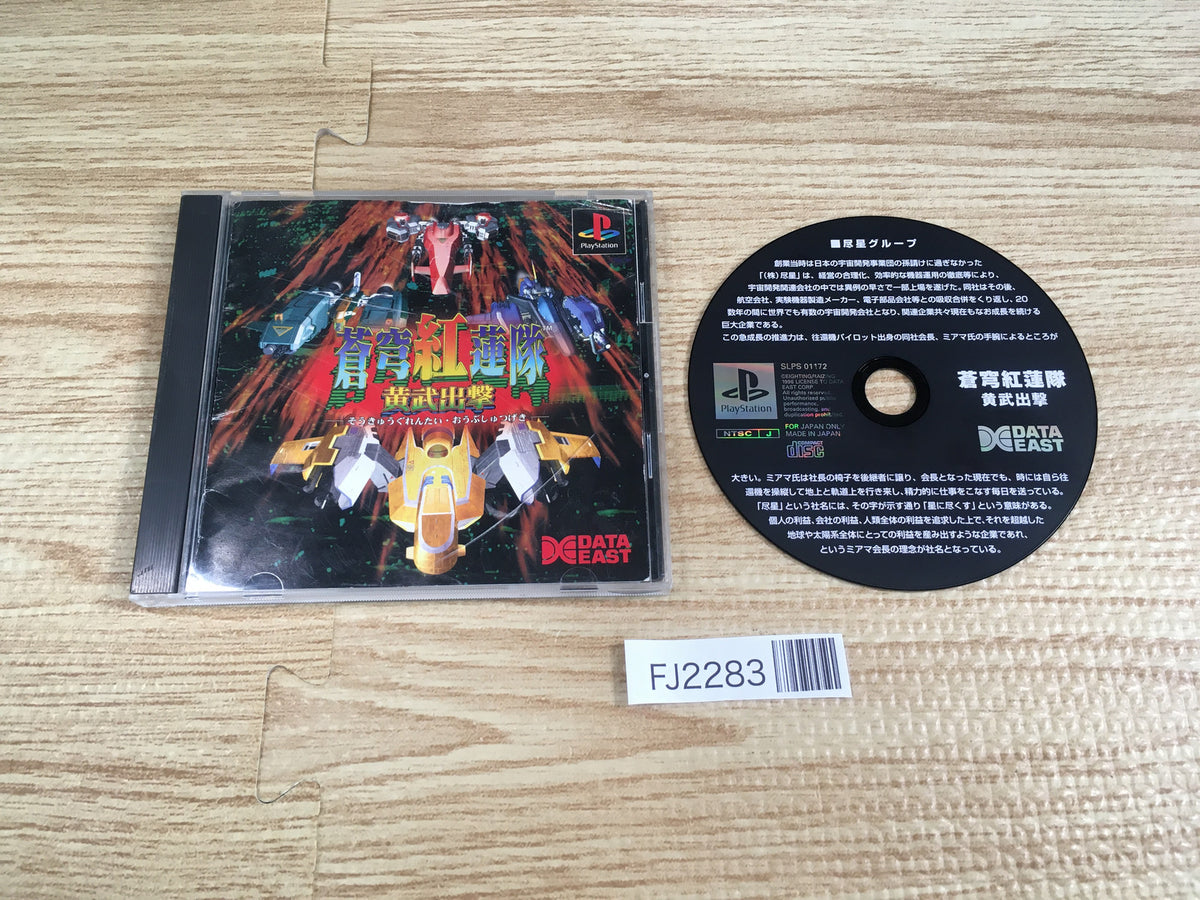 PlayStation
蒼穹紅蓮隊
TM
黄武出撃
そうきゅうぐれんたい・おうぶしゅつげき
DATA
EAST
■尽星グループ
創業当時は日本の宇宙開発事業団の孫請けに過ぎなかった
「(株)尽星」は、経営の合理化、効率的な機器運用の徹底等により、
宇宙開発関連会社の中では異例の早さで一部上場を遂げた。同社はその後、
航空会社、実験機器製造メーカー、電子部品会社等との吸収合併をくり返し、20
数年の間に世界でも有数の宇宙開発会社となり、関連企業共々現在もなお成長を続ける
巨大企業である。
この急成長の推進力は、往還機パイロット出身の同社会長、ミアマ氏の手腕によるところが
SLPS 01172
©EIGHTING/RAIZING
1996 LICENSE TO DATA
EAST CORP.
All rights reserved.
Unauthorized public
performance,
broadcasting, and
duplication prohibited.
PlayStation
NTSC J
FOR JAPAN ONLY
MADE IN JAPAN
COMPACT
disc
蒼穹紅蓮隊
黄武出撃
DATA
EAST
大きい。ミアマ氏は社長の椅子を後継者に譲り、会長となった現在でも、時には自ら往
還機を操縦して地上と軌道上を行き来し、精力的に仕事をこなす毎日を送っている。
「尽星」という社名には、その字が示す通り「星に尽くす」という意味がある。
個人の利益、会社の利益、人類全体の利益を追求した上で、それを超越した
地球や太陽系全体にとっての利益を産み出すような企業であれ、
というミアマ会長の理念が社名となっている。
FJ2283